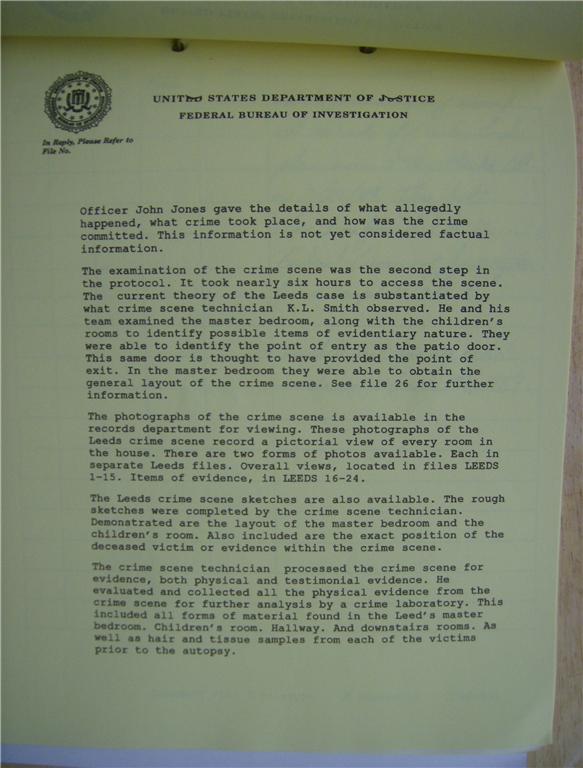 UNITED STATES DEPARTMENT OF JUSTICE
FEDERAL BUREAU OF INVESTIGATION
In Reply, Please Refer to
File No.
Officer John Jones gave the details of what allegedly
happened, what crime took place, and how was the crime
committed. This information is not yet considered factual
information.
The examination of the crime scene was the second step in
the protocol. It took nearly six hours to access the scene.
The current theory of the Leeds case is substantiated by
what crime scene technician K.L. Smith observed. He and his
team examined the master bedroom, along with the children's
rooms to identify possible items of evidentiary nature. They
were able to identify the point of entry as the patio door.
This same door is thought to have provided the point of
exit. In the master bedroom they were able to obtain the
general layout of the crime scene. See file 26 for further
information.
The photographs of the crime scene is available in the
records department for viewing. These photographs of the
Leeds crime scene record a pictorial view of every room in
the house. There are two forms of photos available. Each in
separate Leeds files. Overall views, located in files LEEDS
1-15. Items of evidence, in LEEDS 16-24.
The Leeds crime scene sketches are also available. The rough
sketches were completed by the crime scene technician.
Demonstrated are the layout of the master bedroom and the
children's room. Also included are the exact position of the
deceased victim or evidence within the crime scene.
The crime scene technician processed the crime scene for
evidence, both physical and testimonial evidence. He
evaluated and collected all the physical evidence from the
crime scene for further analysis by a crime laboratory. This
included all forms of material found in the Leed's master
bedroom. Children's room. Hallway. And downstairs rooms. As
well as hair and tissue samples from each of the victims
prior to the autopsy.